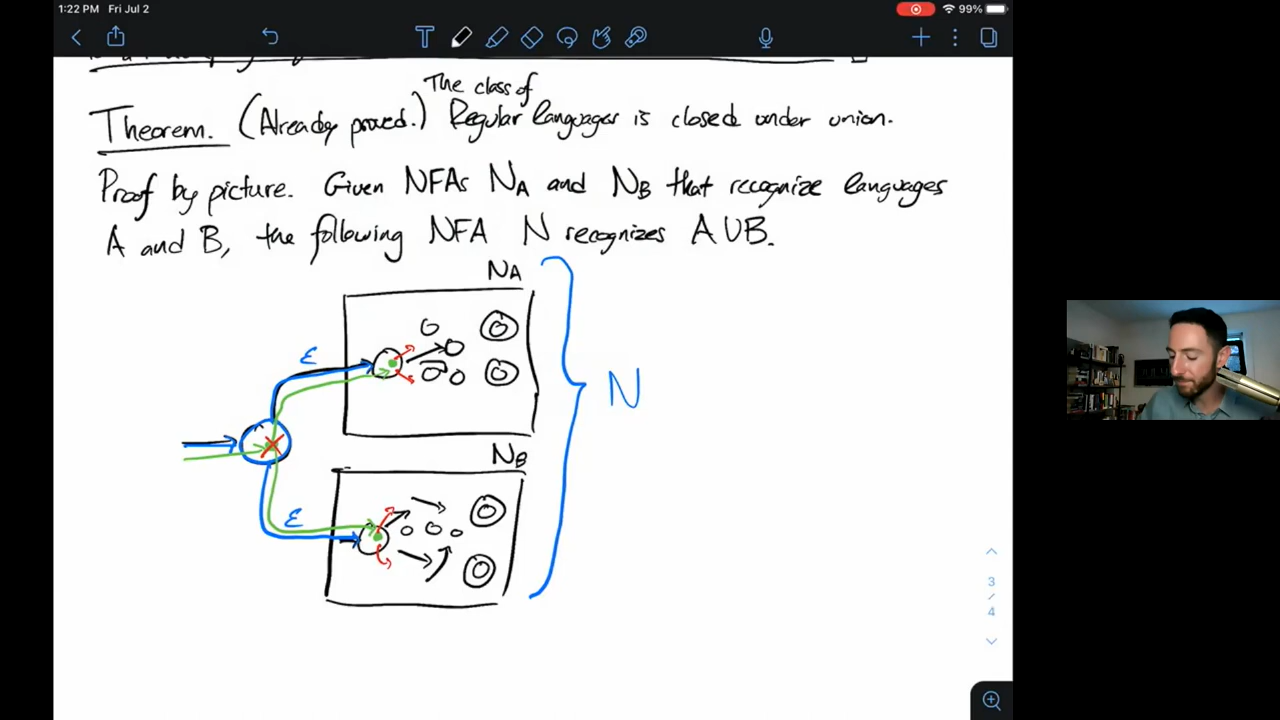 1:22 PM Fri Jul 2
99%
The class of
Theorem. (Already proved.) Regular languages is closed under union.
Proof by picture. Given NFAs NA and NB that recognize languages
A and B, the following NFA N recognizes A ∪ B.
NA
ε
N
NB
ε
3
/
4